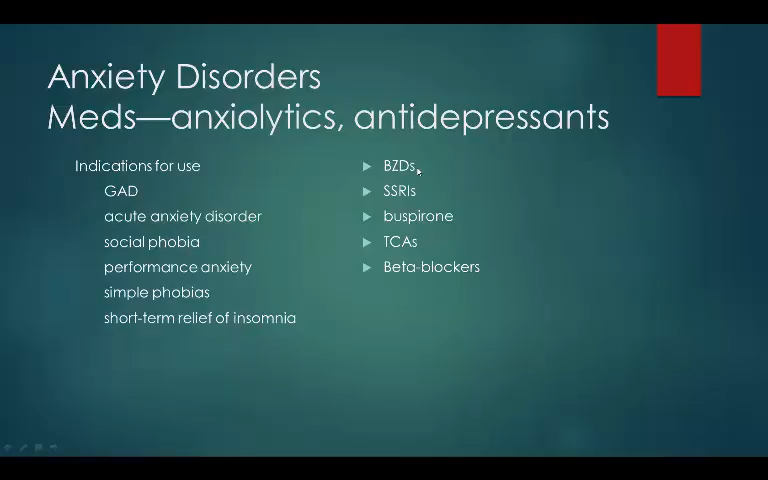 Anxiety Disorders
Meds—anxiolytics, antidepressants
Indications for use
GAD
acute anxiety disorder
social phobia
performance anxiety
simple phobias
short-term relief of insomnia
BZDs
SSRIs
buspirone
TCAs
Beta-blockers